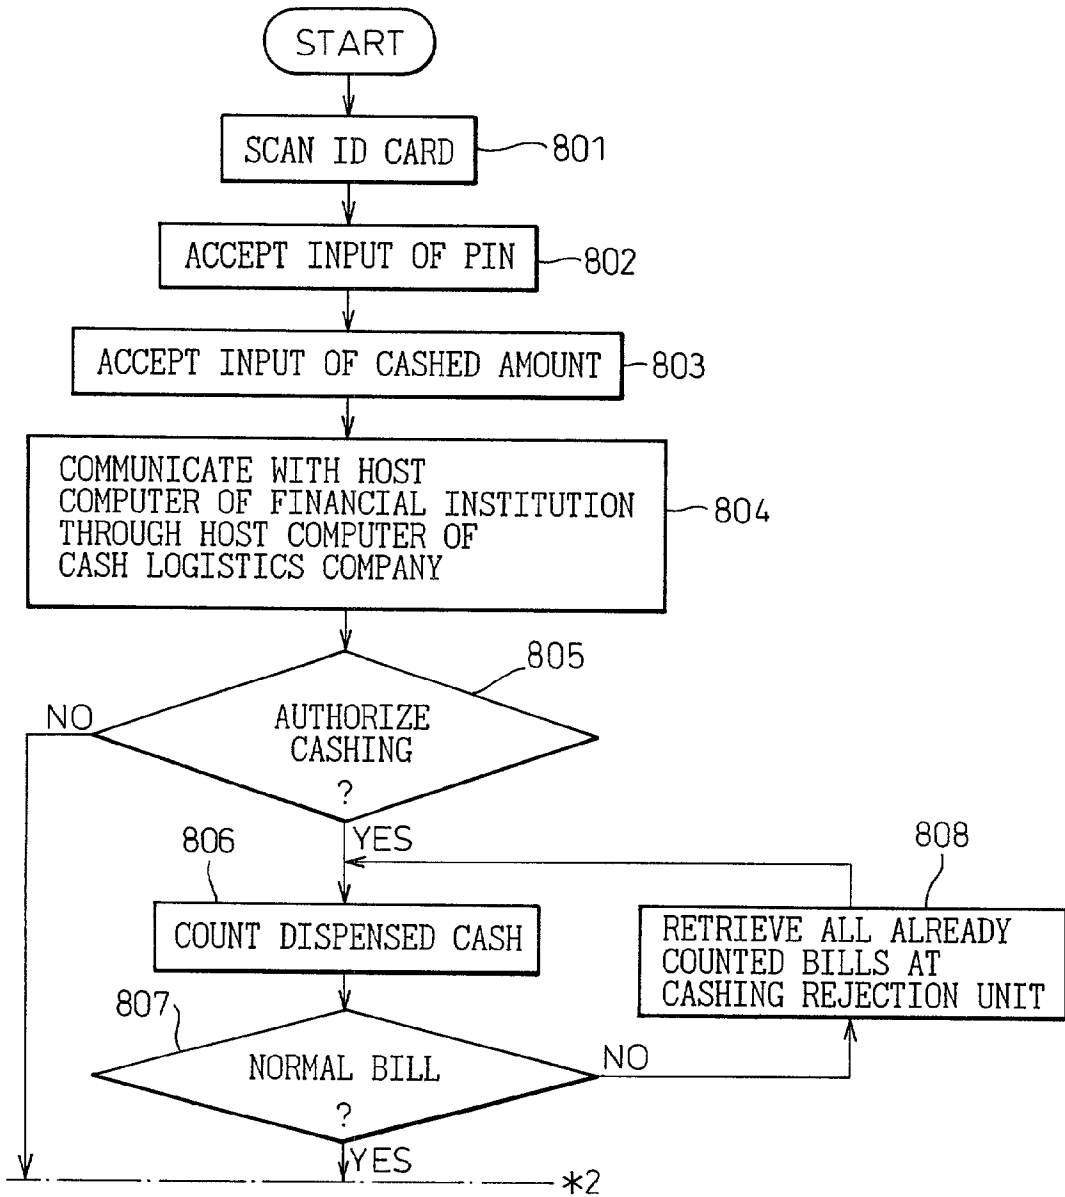 START
SCAN ID CARD
801
ACCEPT INPUT OF PIN
802
ACCEPT INPUT OF CASHED AMOUNT
803
COMMUNICATE WITH HOST
COMPUTER OF FINANCIAL INSTITUTION
THROUGH HOST COMPUTER OF
CASH LOGISTICS COMPANY
804
805
NO
AUTHORIZE
CASHING
?
YES
806
808
COUNT DISPENSED CASH
RETRIEVE ALL ALREADY
COUNTED BILLS AT
CASHING REJECTION UNIT
807
NORMAL BILL
?
NO
YES
*2